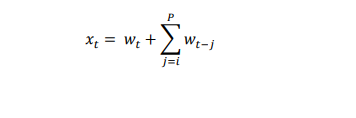 x_t = w_t + \sum_{j=i}^{P} w_{t-j}